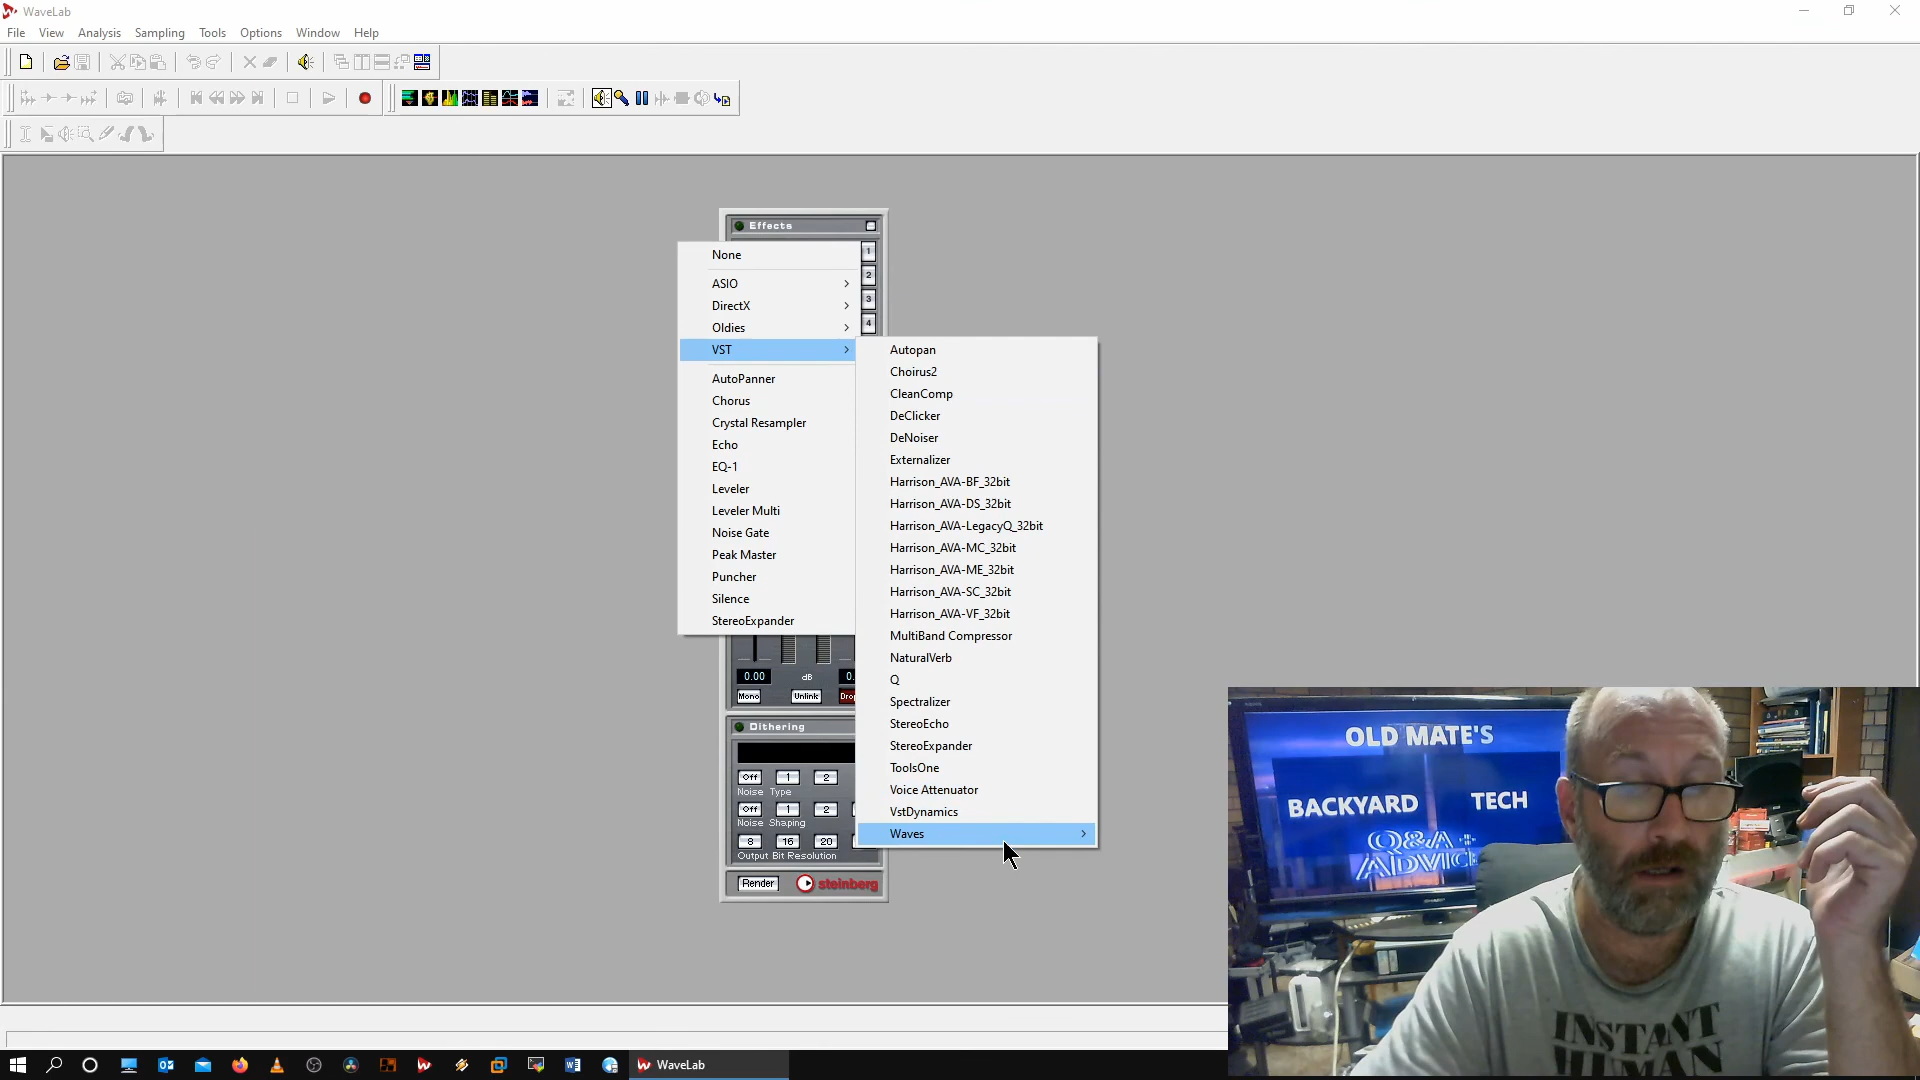 WaveLab
File View Analysis Sampling Tools Options Window Help
Effects
1
2
3
4
None
ASIO
DirectX
Oldies
VST
AutoPanner
Chorus
Crystal Resampler
Echo
EQ-1
Leveler
Leveler Multi
Noise Gate
Peak Master
Puncher
Silence
StereoExpander
Autopan
Choirus2
CleanComp
DeClicker
DeNoiser
Externalizer
Harrison_AVA-BF_32bit
Harrison_AVA-DS_32bit
Harrison_AVA-LegacyQ_32bit
Harrison_AVA-MC_32bit
Harrison_AVA-ME_32bit
Harrison_AVA-SC_32bit
Harrison_AVA-VF_32bit
MultiBand Compressor
NaturalVerb
Q
Spectralizer
StereoEcho
StereoExpander
ToolsOne
Voice Attenuator
VstDynamics
Waves
0.00 dB 0.
Mono Unlink Drop
Dithering
Off 1 2
Noise Type
Off 1 2
Noise Shaping
8 16 20
Output Bit Resolution
Render steinberg
OLD MATE'S
BACKYARD TECH
Q&A +
ADVICE
INSTANT
HUMAN
WaveLab